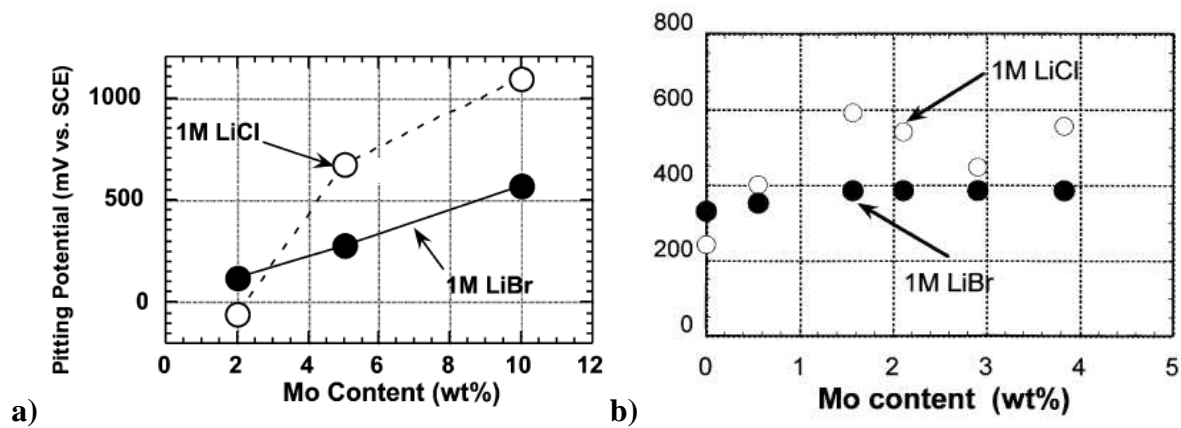 Pitting Potential (mV vs. SCE)
1000
500
0
1M LiCl
1M LiBr
0 2 4 6 8 10 12
Mo Content (wt%)
a)
800
600
400
200
0
1M LiCl
1M LiBr
0 1 2 3 4 5
Mo content (wt%)
b)